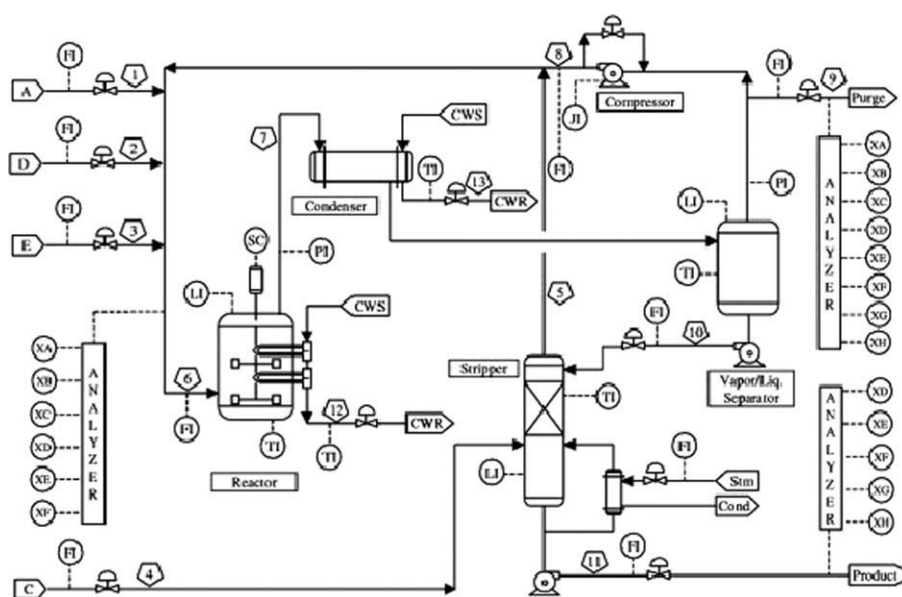 8
FI
1
A
FI
2
D
FI
3
E
7
CWS
TI
13
CWR
Condenser
SC
PI
LI
CWS
12
CWR
TI
TI
6
FI
Reactor
XA
XB
XC
XD
XE
XF
ANALYZER
FI
4
C
JI
Compressor
FI
5
FI
9
Purge
PI
LI
TI
Vapor/Liq.
Separator
FI
10
Stripper
TI
LI
FI
Stm
Cond
FI
11
Product
ANALYZER
XA
XB
XC
XD
XE
XF
XG
XH
ANALYZER
XD
XE
XF
XG
XH